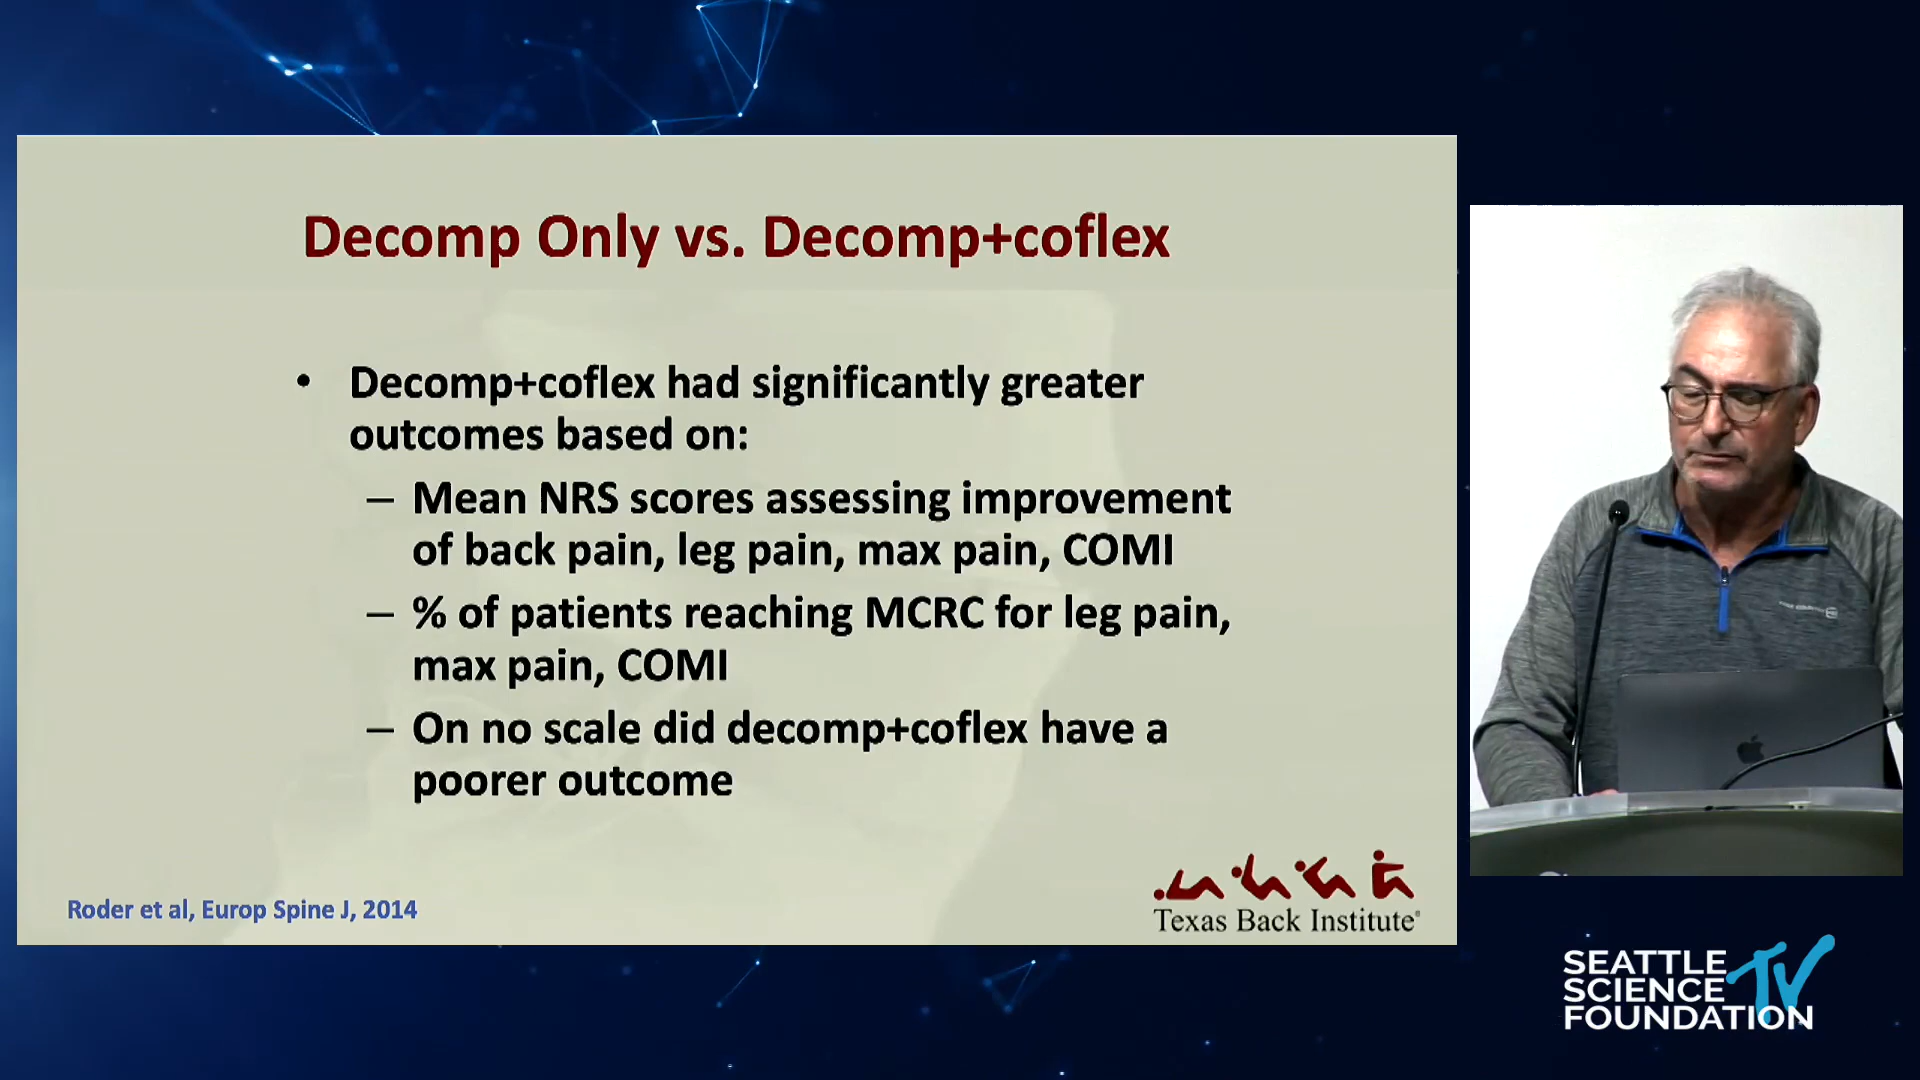 Decomp Only vs. Decomp+coflex
• Decomp+coflex had significantly greater
outcomes based on:
– Mean NRS scores assessing improvement
of back pain, leg pain, max pain, COMI
– % of patients reaching MCRC for leg pain,
max pain, COMI
– On no scale did decomp+coflex have a
poorer outcome
Roder et al, Europ Spine J, 2014
Texas Back Institute®
SEATTLE
SCIENCE
FOUNDATION
TV